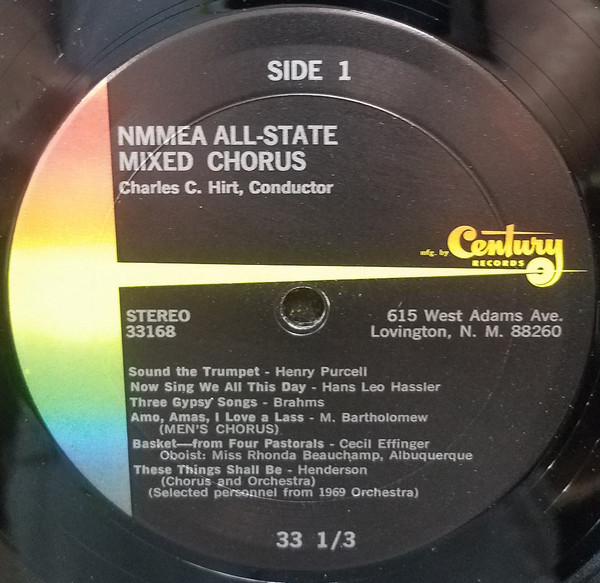 SIDE 1
NMMEA ALL-STATE
MIXED CHORUS
Charles C. Hirt, Conductor
mfg. by Century
RECORDS
STEREO
33168
615 West Adams Ave.
Lovington, N. M. 88260
Sound the Trumpet - Henry Purcell
Now Sing We All This Day - Hans Leo Hassler
Three Gypsy Songs - Brahms
Amo, Amas, I Love a Lass - M. Bartholomew
(MEN'S CHORUS)
Basket—from Four Pastorals - Cecil Effinger
Oboist: Miss Rhonda Beauchamp, Albuquerque
These Things Shall Be - Henderson
(Chorus and Orchestra)
(Selected personnel from 1969 Orchestra)
33 1/3